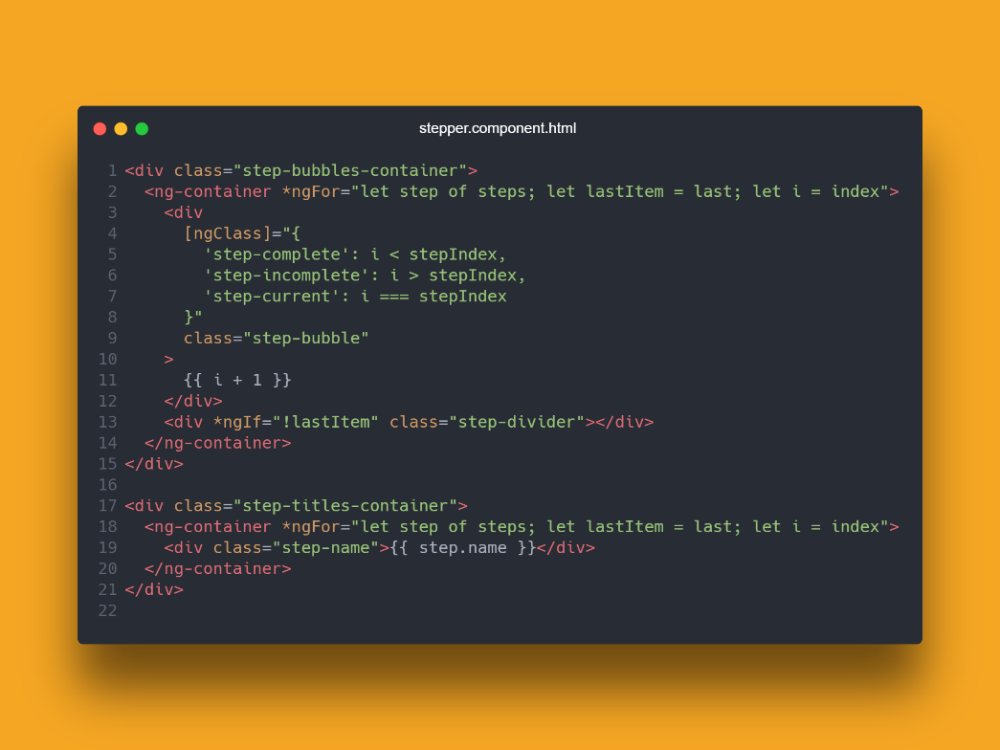 stepper.component.html
1 <div class="step-bubbles-container">
2   <ng-container *ngFor="let step of steps; let lastItem = last; let i = index">
3     <div
4       [ngClass]="{
5         'step-complete': i < stepIndex,
6         'step-incomplete': i > stepIndex,
7         'step-current': i === stepIndex
8       }"
9       class="step-bubble"
10     >
11       {{ i + 1 }}
12     </div>
13     <div *ngIf="!lastItem" class="step-divider"></div>
14   </ng-container>
15 </div>
16
17 <div class="step-titles-container">
18   <ng-container *ngFor="let step of steps; let lastItem = last; let i = index">
19     <div class="step-name">{{ step.name }}</div>
20   </ng-container>
21 </div>
22